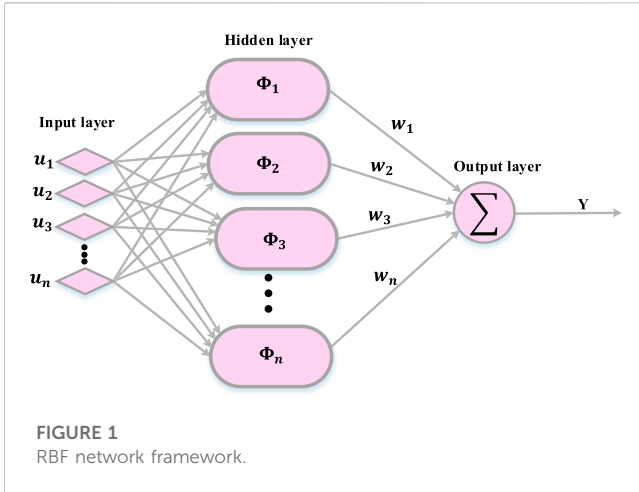 Hidden layer
Φ₁
Input layer
w₁
u₁
Φ₂
w₂
Output layer
u₂
u₃
Φ₃
w₃
∑
Y
uₙ
wₙ
Φₙ
FIGURE 1
RBF network framework.